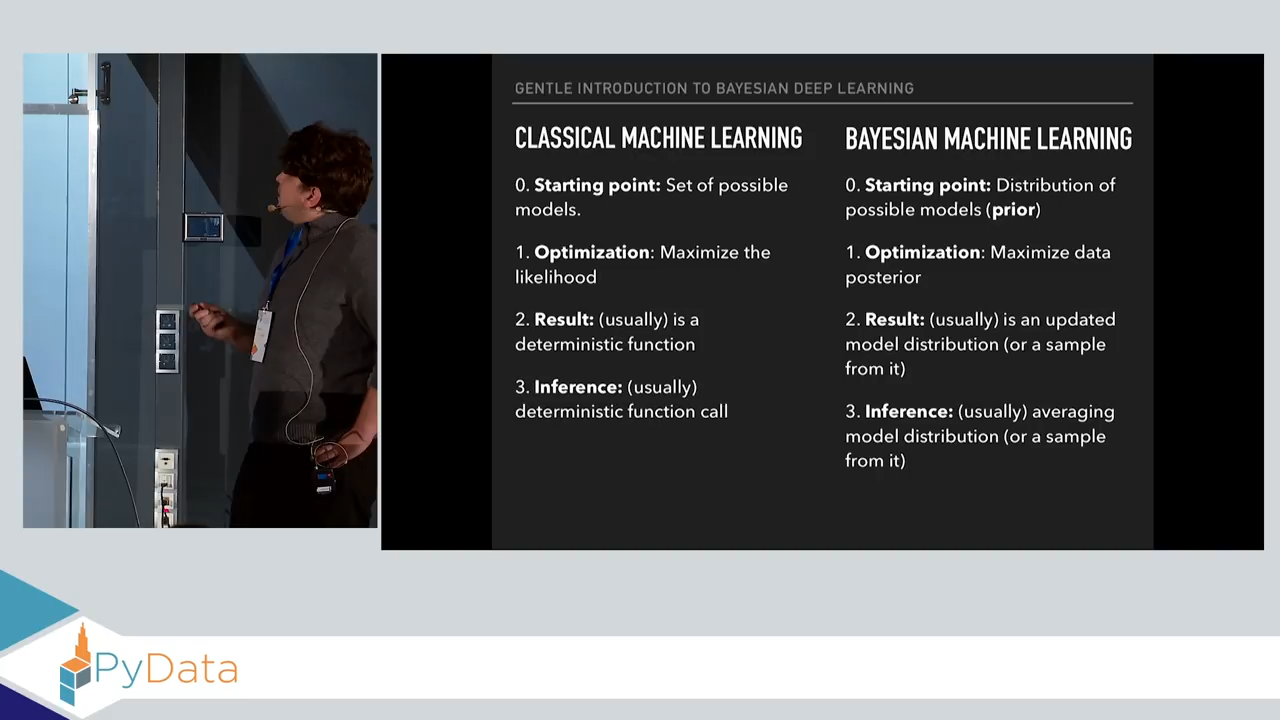 GENTLE INTRODUCTION TO BAYESIAN DEEP LEARNING
CLASSICAL MACHINE LEARNING
0. Starting point: Set of possible
models.
1. Optimization: Maximize the
likelihood
2. Result: (usually) is a
deterministic function
3. Inference: (usually)
deterministic function call
BAYESIAN MACHINE LEARNING
0. Starting point: Distribution of
possible models (prior)
1. Optimization: Maximize data
posterior
2. Result: (usually) is an updated
model distribution (or a sample
from it)
3. Inference: (usually) averaging
model distribution (or a sample
from it)
PyData